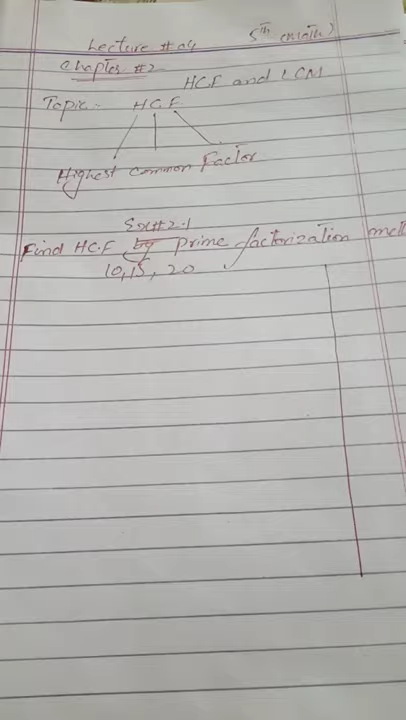 Lecture # 04 5th (Math)
Chapter #2
HCF and LCM
Topic:- H C F
Highest Common Factor
Ex#2.1
Find H.C.F by Prime factorization met
10, 15, 20